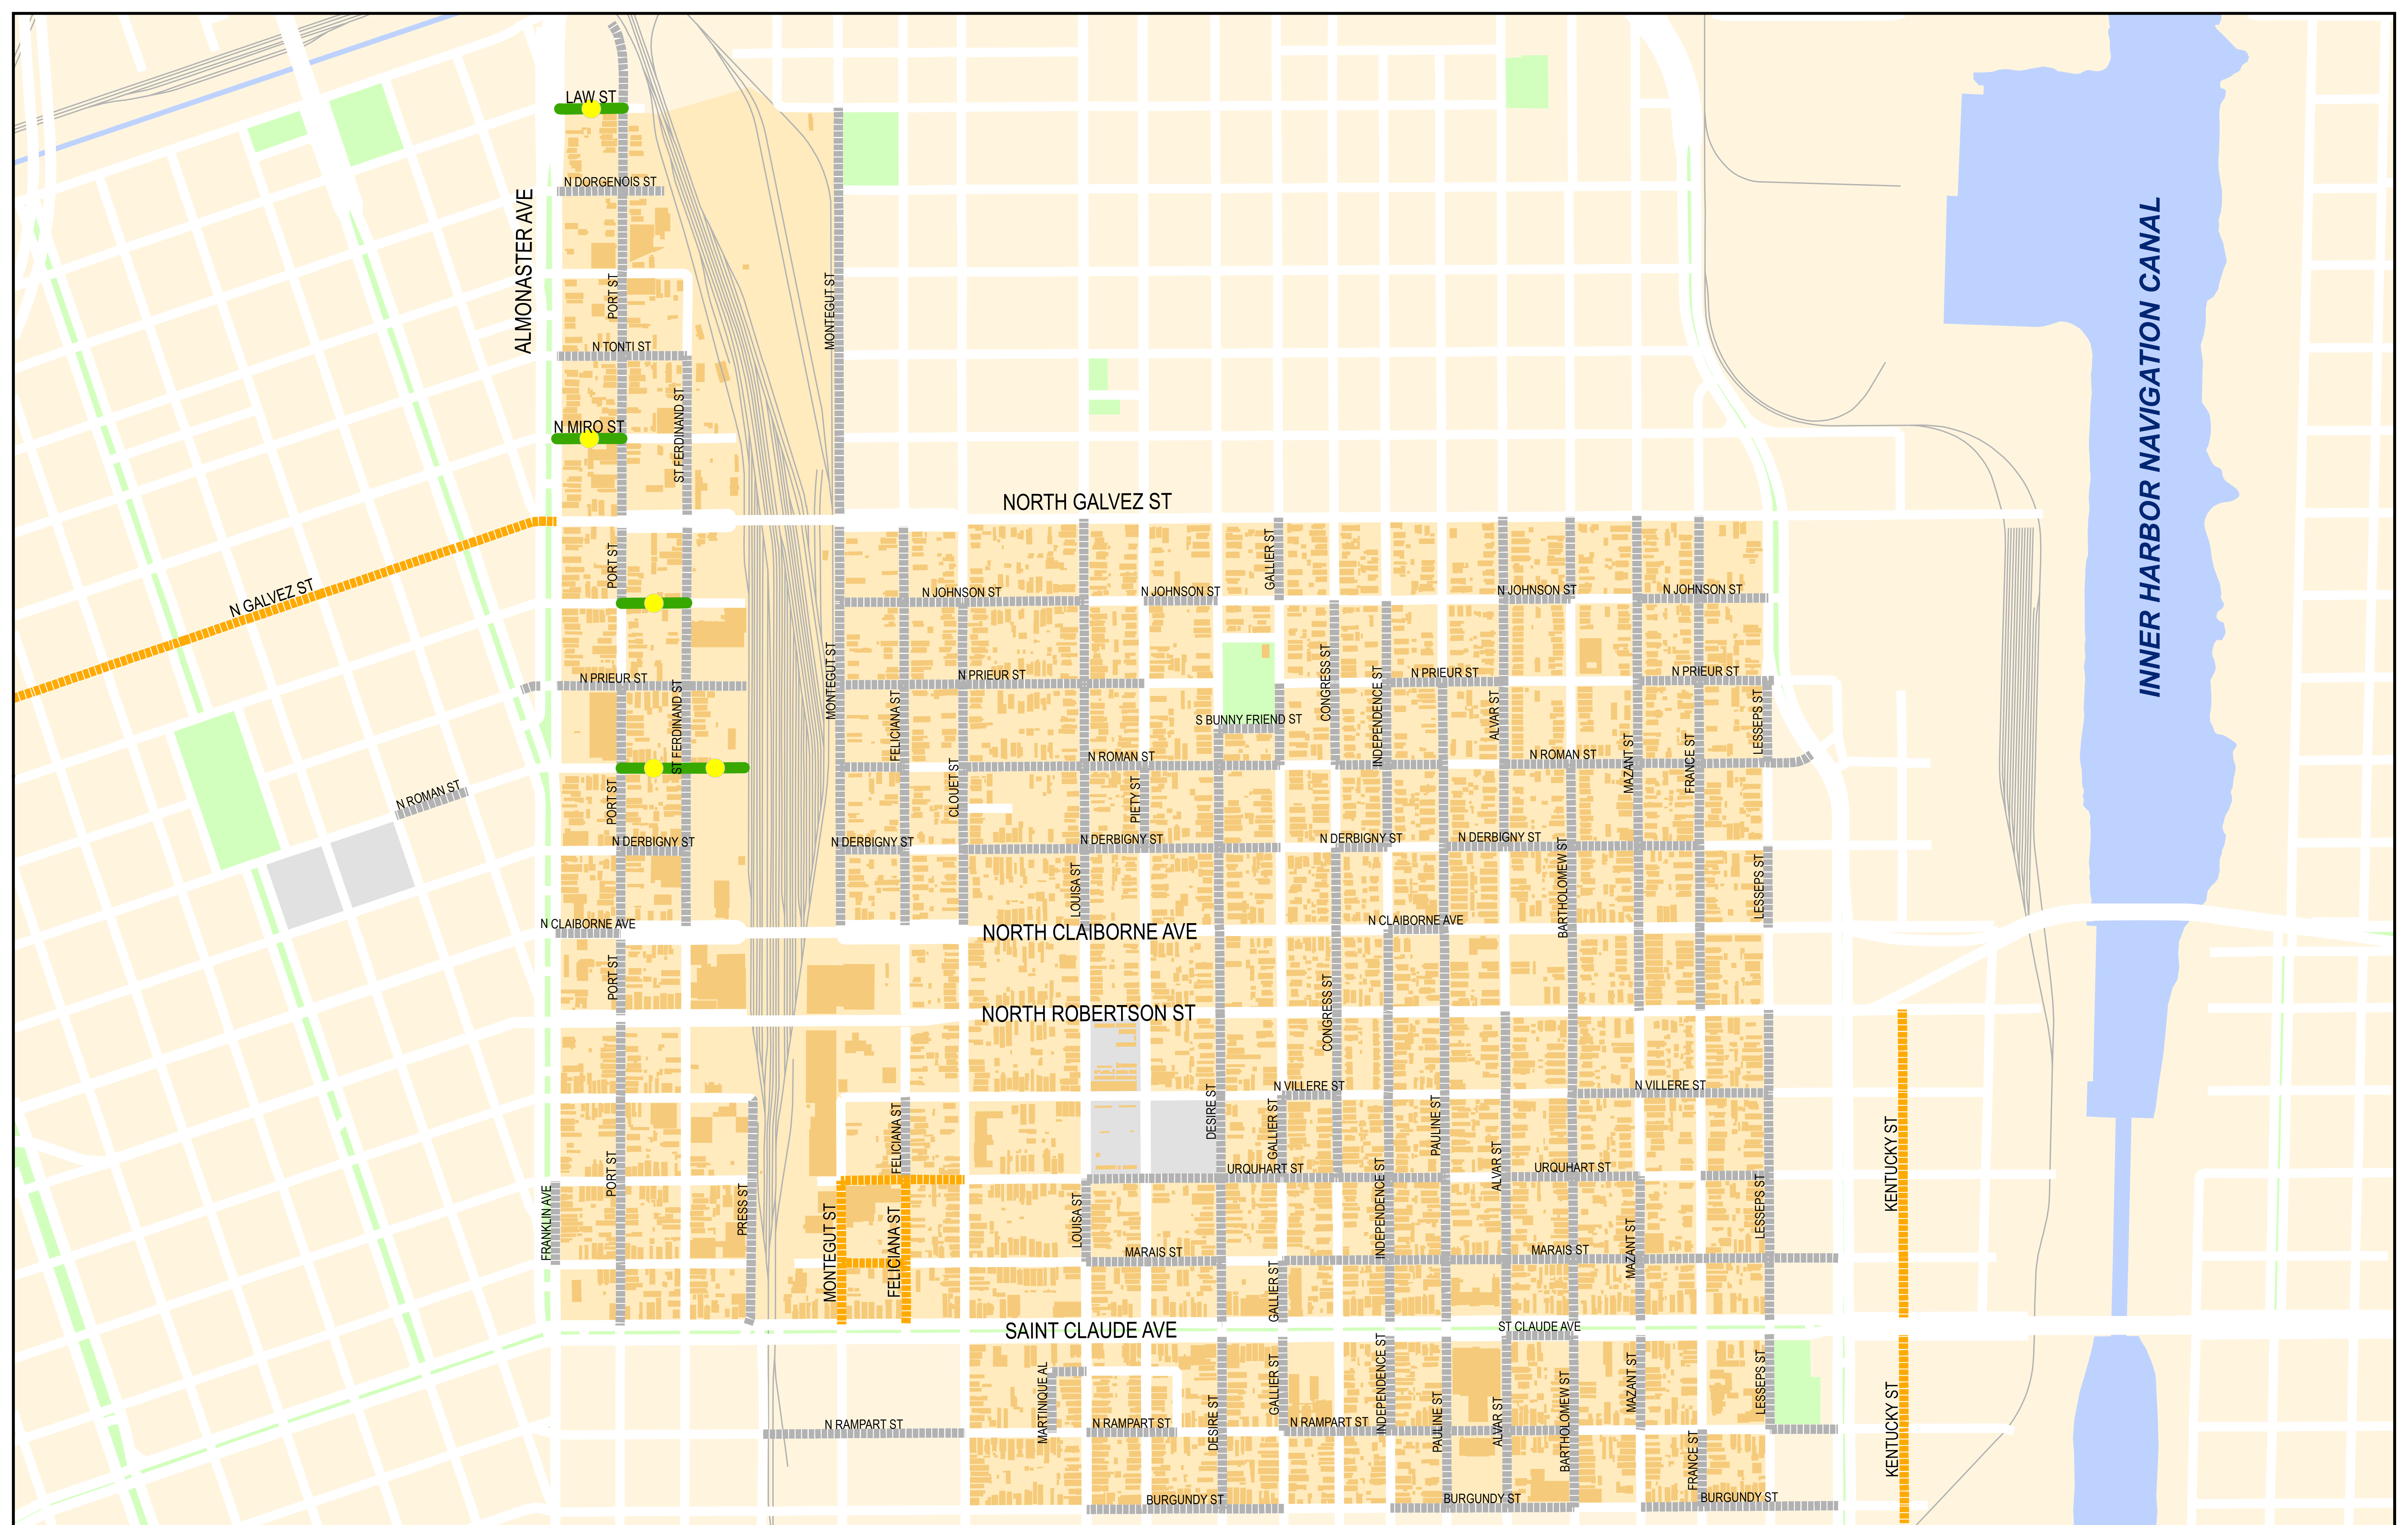 LAW ST
N DORGENOIS ST
ALMONASTER AVE
INNER HARBOR NAVIGATION CANAL
PORT ST
MONTEGUT ST
N TONTI ST
ST FERDINAND ST
N MIRO ST
NORTH GALVEZ ST
PORT ST
GALLIER ST
N GALVEZ ST
N JOHNSON ST
N JOHNSON ST
N JOHNSON ST
N JOHNSON ST
N PRIEUR ST
N PRIEUR ST
N PRIEUR ST
N PRIEUR ST
MONTEGUT ST
ST FERDINAND ST
FELICIANA ST
CONGRESS ST
INDEPENDENCE ST
ALVAR ST
LESSEPS ST
S BUNNY FRIEND ST
N ROMAN ST
N ROMAN ST
N ROMAN ST
MAZANT ST
FRANCE ST
PORT ST
CLOUET ST
PIETY ST
N DERBIGNY ST
N DERBIGNY ST
N DERBIGNY ST
N DERBIGNY ST
N DERBIGNY ST
LOUISA ST
BARTHOLOMEW ST
LESSEPS ST
N CLAIBORNE AVE
NORTH CLAIBORNE AVE
N CLAIBORNE AVE
PORT ST
NORTH ROBERTSON ST
CONGRESS ST
N VILLERE ST
N VILLERE ST
DESIRE ST
GALLIER ST
PAULINE ST
FELICIANA ST
KENTUCKY ST
PORT ST
URQUHART ST
URQUHART ST
ALVAR ST
FRANKLIN AVE
PRESS ST
MONTEGUT ST
FELICIANA ST
LOUISA ST
INDEPENDENCE ST
MAZANT ST
LESSEPS ST
MARAIS ST
MARAIS ST
GALLIER ST
SAINT CLAUDE AVE
ST CLAUDE AVE
MARTINIQUE AL
N RAMPART ST
N RAMPART ST
N RAMPART ST
DESIRE ST
GALLIER ST
INDEPENDENCE ST
PAULINE ST
ALVAR ST
BARTHOLOMEW ST
MAZANT ST
FRANCE ST
LESSEPS ST
KENTUCKY ST
BURGUNDY ST
BURGUNDY ST
BURGUNDY ST